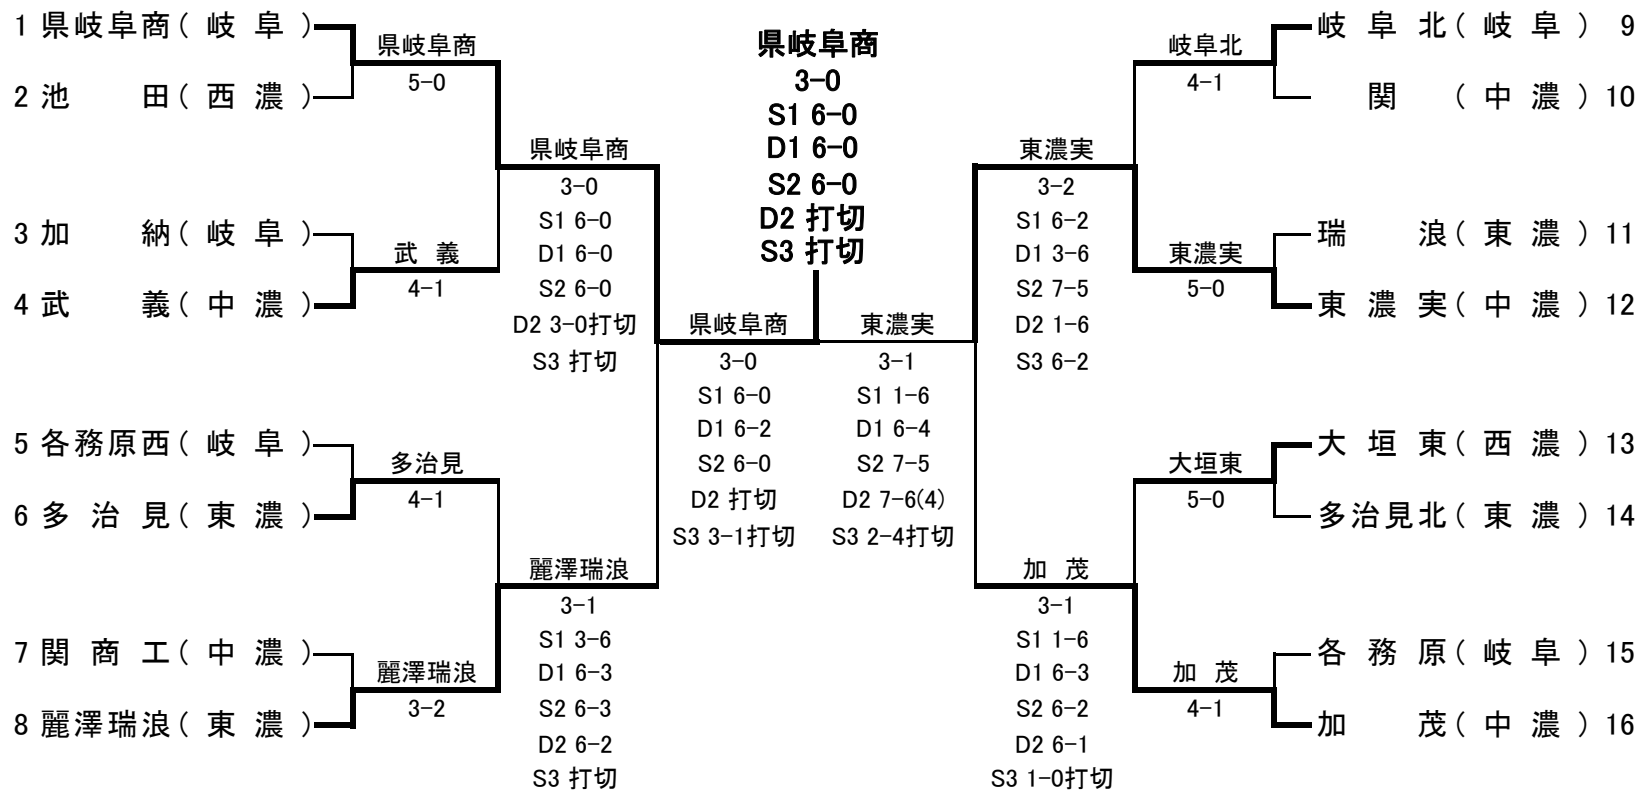 1 県岐阜商(岐阜)
2 池田(西濃)
3 加納(岐阜)
4 武義(中濃)
5 各務原西(岐阜)
6 多治見(東濃)
7 関商工(中濃)
8 麗澤瑞浪(東濃)
県岐阜商
5-0
武義
4-1
多治見
4-1
麗澤瑞浪
3-2
県岐阜商
3-0
S1 6-0
D1 6-0
S2 6-0
D2 3-0打切
S3 打切
麗澤瑞浪
3-1
S1 3-6
D1 6-3
S2 6-3
D2 6-2
S3 打切
県岐阜商
3-0
S1 6-0
D1 6-2
S2 6-0
D2 打切
S3 3-1打切
県岐阜商
3-0
S1 6-0
D1 6-0
S2 6-0
D2 打切
S3 打切
東濃実
3-1
S1 1-6
D1 6-4
S2 7-5
D2 7-6(4)
S3 2-4打切
東濃実
3-2
S1 6-2
D1 3-6
S2 7-5
D2 1-6
S3 6-2
加茂
3-1
S1 1-6
D1 6-3
S2 6-2
D2 6-1
S3 1-0打切
岐阜北
4-1
東濃実
5-0
大垣東
5-0
加茂
4-1
岐阜北(岐阜) 9
関(中濃) 10
瑞浪(東濃) 11
東濃実(中濃) 12
大垣東(西濃) 13
多治見北(東濃) 14
各務原(岐阜) 15
加茂(中濃) 16